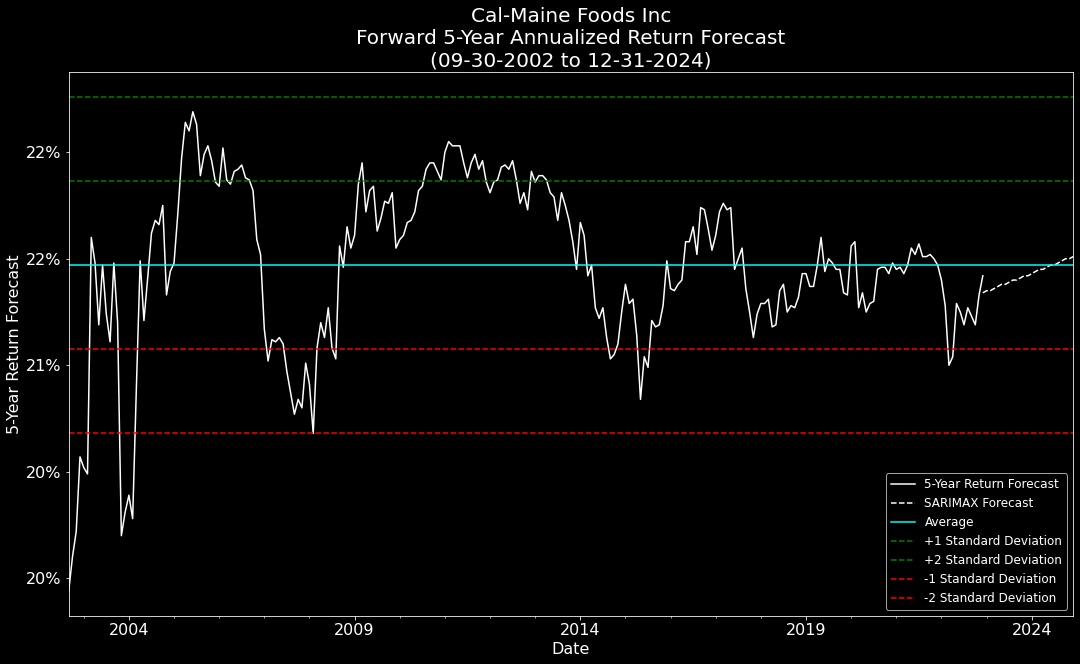 Cal-Maine Foods Inc
Forward 5-Year Annualized Return Forecast
(09-30-2002 to 12-31-2024)
5-Year Return Forecast
22%
22%
21%
20%
20%
2004
2009
2014
2019
2024
Date
5-Year Return Forecast
SARIMAX Forecast
Average
+1 Standard Deviation
+2 Standard Deviation
-1 Standard Deviation
-2 Standard Deviation